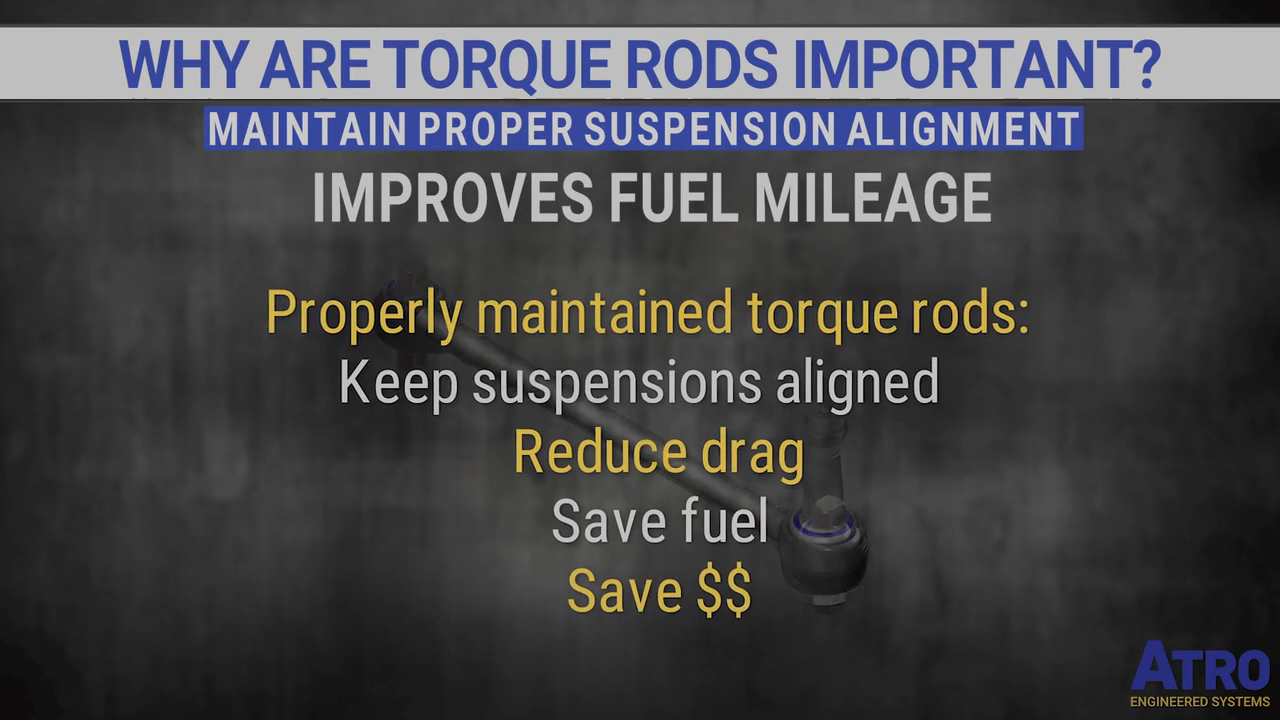 WHY ARE TORQUE RODS IMPORTANT?
MAINTAIN PROPER SUSPENSION ALIGNMENT
IMPROVES FUEL MILEAGE
Properly maintained torque rods:
Keep suspensions aligned
Reduce drag
Save fuel
Save $$
ATRO
ENGINEERED SYSTEMS